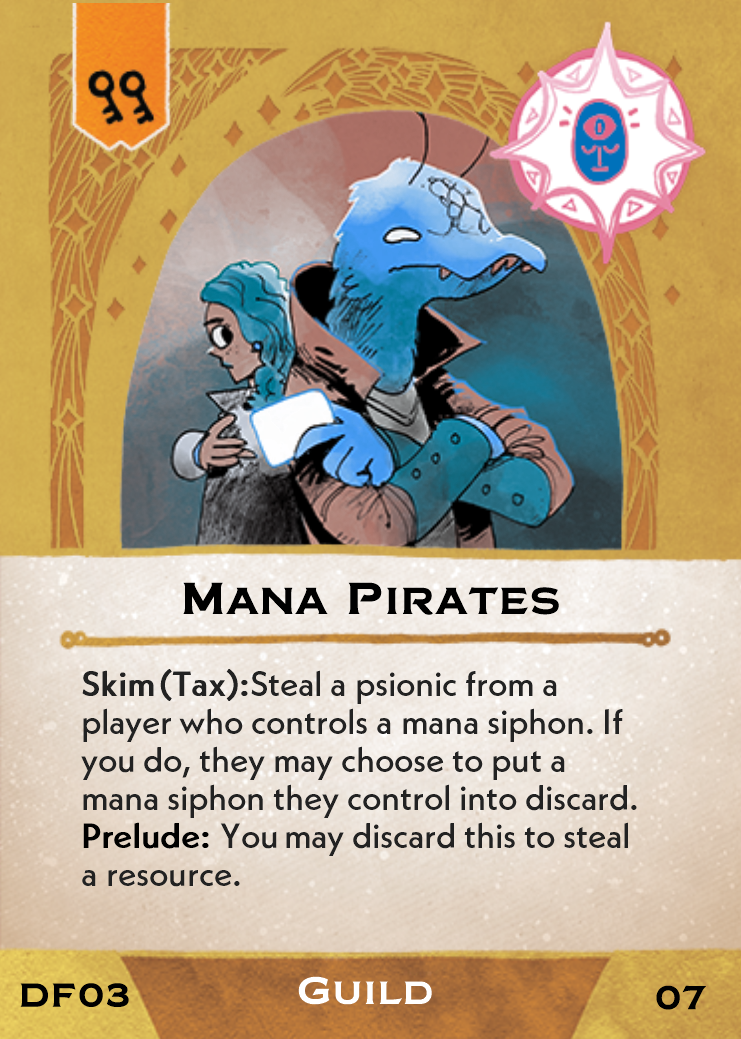 Mana Pirates
Skim (Tax):Steal a psionic from a
player who controls a mana siphon. If
you do, they may choose to put a
mana siphon they control into discard.
Prelude: You may discard this to steal
a resource.
DF03 Guild 07